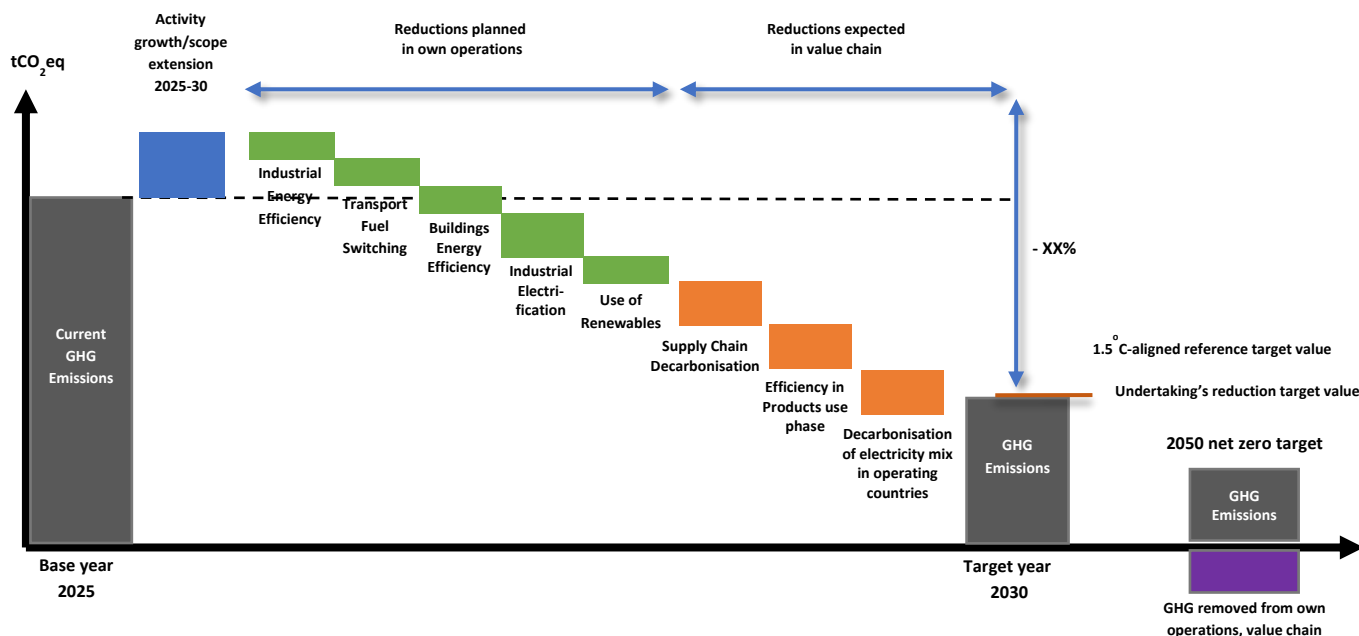 Activity
growth/scope
extension
2025-30
Reductions planned
in own operations
Reductions expected
in value chain
tCO2eq
Industrial
Energy
Efficiency
Transport
Fuel
Switching
Buildings
Energy
Efficiency
Industrial
Electri-
fication
Use of
Renewables
Supply Chain
Decarbonisation
Efficiency in
Products use
phase
Decarbonisation
of electricity mix
in operating
countries
- XX%
1.5°C-aligned reference target value
Undertaking's reduction target value
Current
GHG
Emissions
GHG
Emissions
2050 net zero target
GHG
Emissions
Base year
2025
Target year
2030
GHG removed from own
operations, value chain